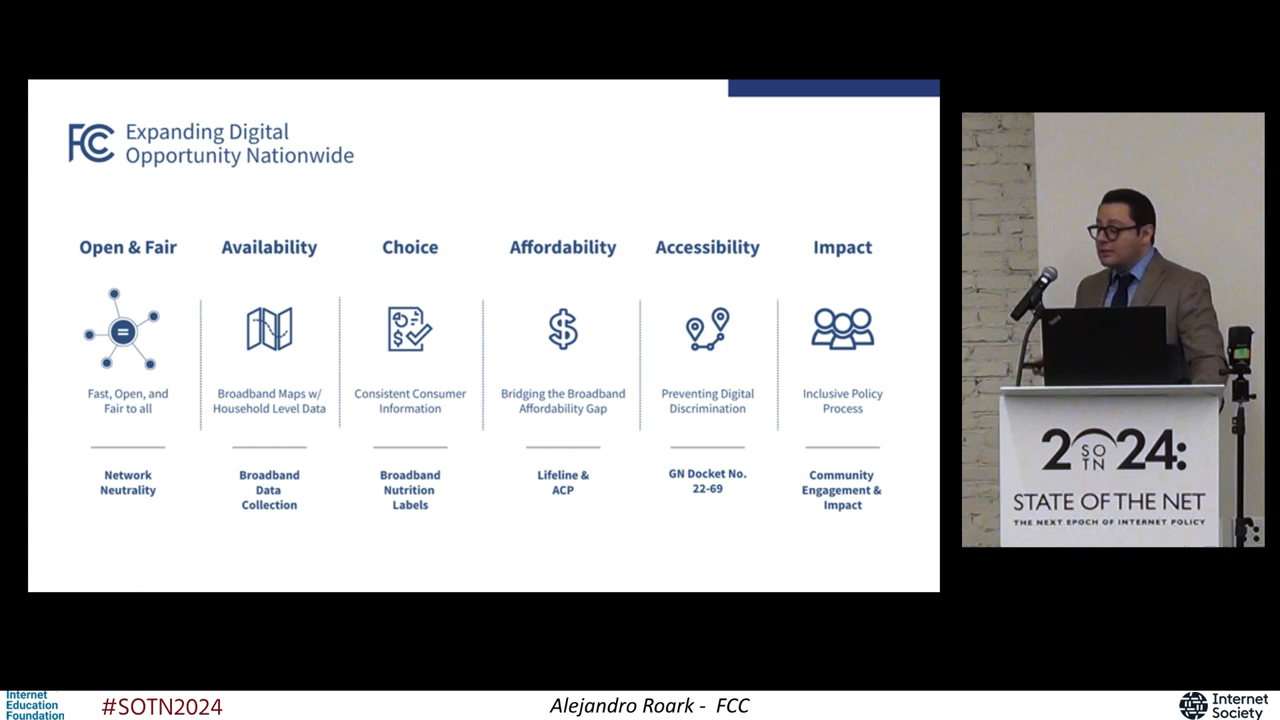 FCC Expanding Digital
Opportunity Nationwide
Open & Fair
Availability
Choice
Affordability
Accessibility
Impact
Fast, Open, and
Fair to all
Broadband Maps w/
Household Level Data
Consistent Consumer
Information
Bridging the Broadband
Affordability Gap
Preventing Digital
Discrimination
Inclusive Policy
Process
Network
Neutrality
Broadband
Data
Collection
Broadband
Nutrition
Labels
Lifeline &
ACP
GN Docket No.
22-69
Community
Engagement &
Impact
2024:
SO
TN
STATE OF THE NET
THE NEXT EPOCH OF INTERNET POLICY
Internet
Education
Foundation
#SOTN2024
Alejandro Roark - FCC
Internet
Society